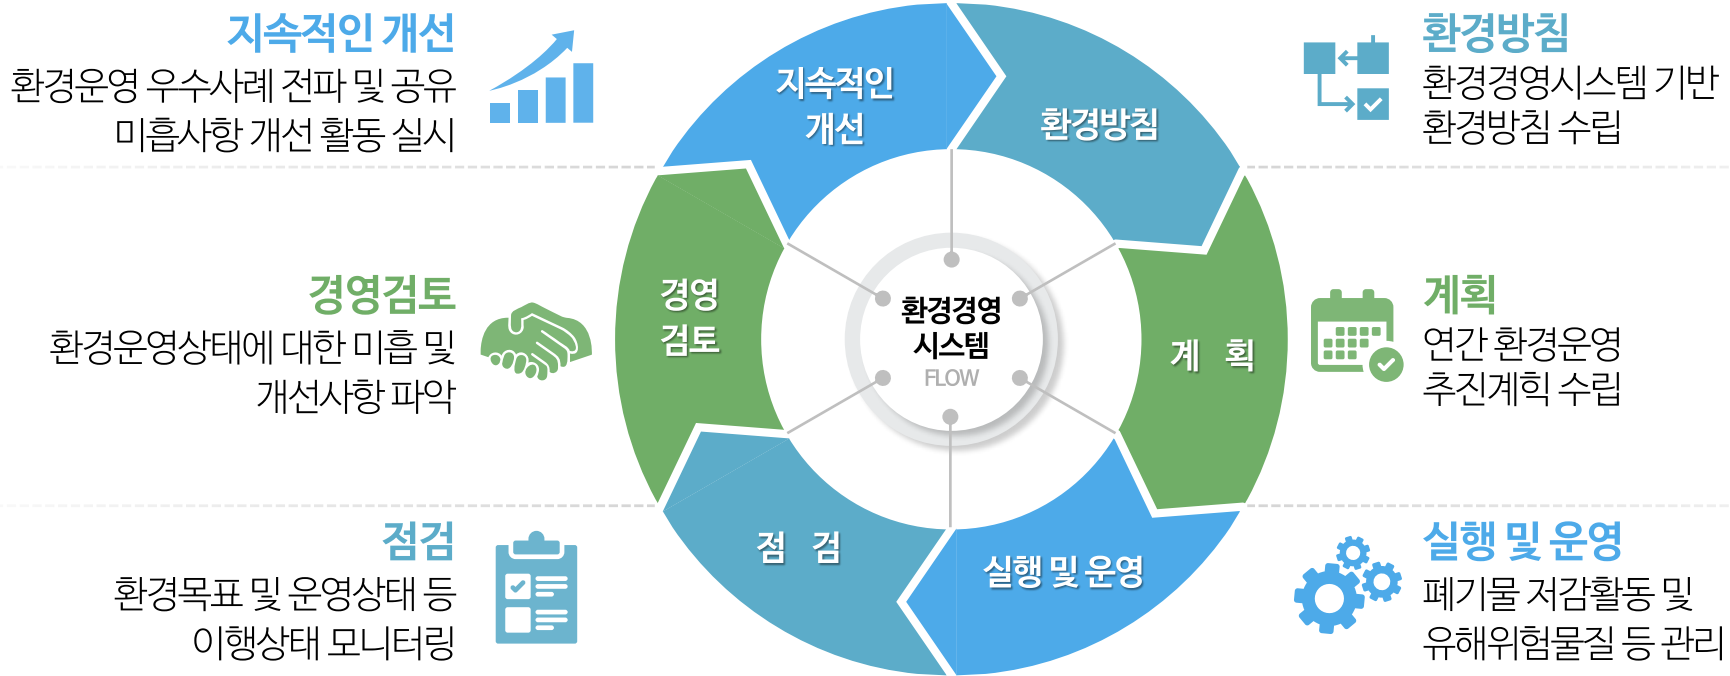 지속적인 개선
환경운영 우수사례 전파 및 공유
미흡사항 개선 활동 실시
경영검토
환경운영상태에 대한 미흡 및
개선사항 파악
점검
환경목표 및 운영상태 등
이행상태 모니터링
지속적인
개선
환경방침
경영
검토
계 획
점 검
실행 및 운영
환경경영
시스템
FLOW
환경방침
환경경영시스템 기반
환경방침 수립
계획
연간 환경운영
추진계힉 수립
실행 및 운영
폐기물 저감활동 및
유해위험물질 등 관리